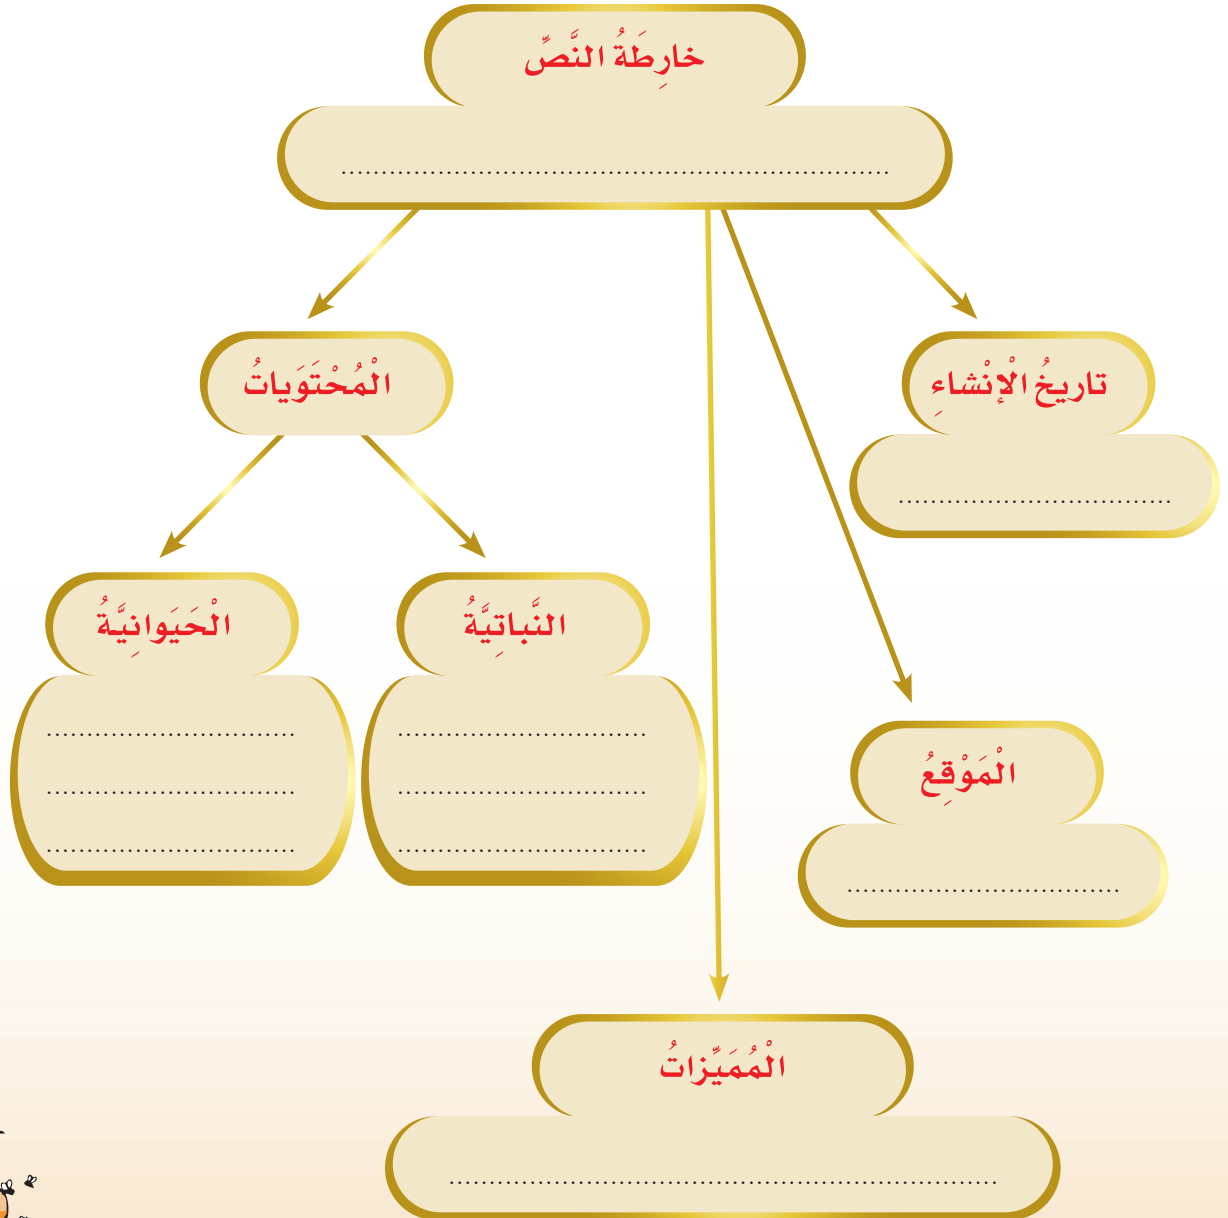 خارِطَةُ النَّصِّ
....................................................................
تاريخُ الْإِنْشاءِ
..................................
الْمُحْتَوَياتُ
النَّباتِيَّةُ
...............................
...............................
...............................
الْحَيَوانِيَّةُ
...............................
...............................
...............................
الْمَوْقِعُ
..................................
الْمُمَيِّزاتُ
....................................................................